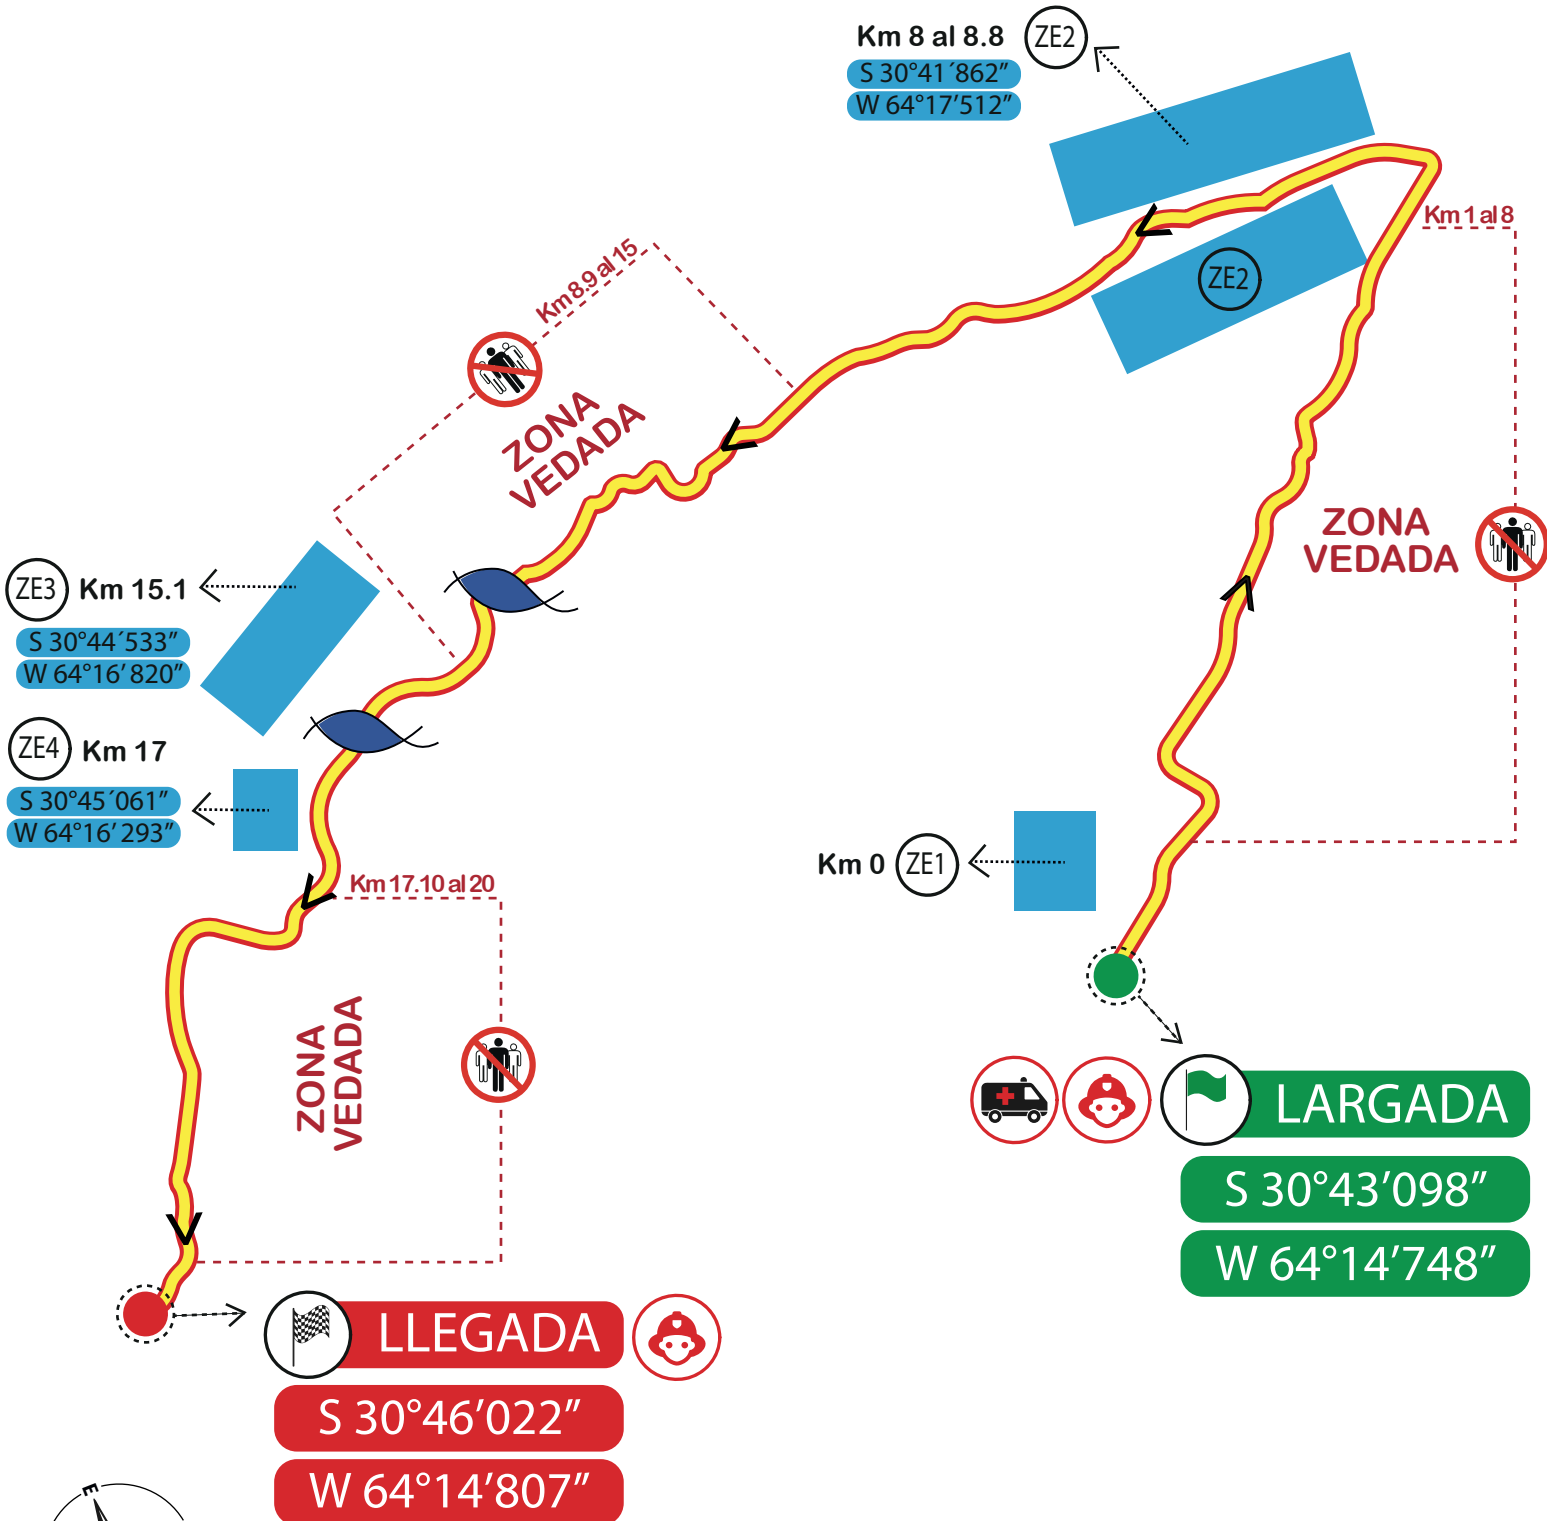 Km 8 al 8.8
ZE2
S 30°41´862”
W 64°17’512”
Km 1 al 8
ZE2
Km 8.9 al 15
ZONA
VEDADA
ZONA
VEDADA
ZE3
Km 15.1
S 30°44´533”
W 64°16’820”
ZE4
Km 17
S 30°45´061”
W 64°16’293”
Km 0
ZE1
Km 17.10 al 20
ZONA
VEDADA
LARGADA
S 30°43’098”
W 64°14’748”
LLEGADA
S 30°46’022”
W 64°14’807”
E